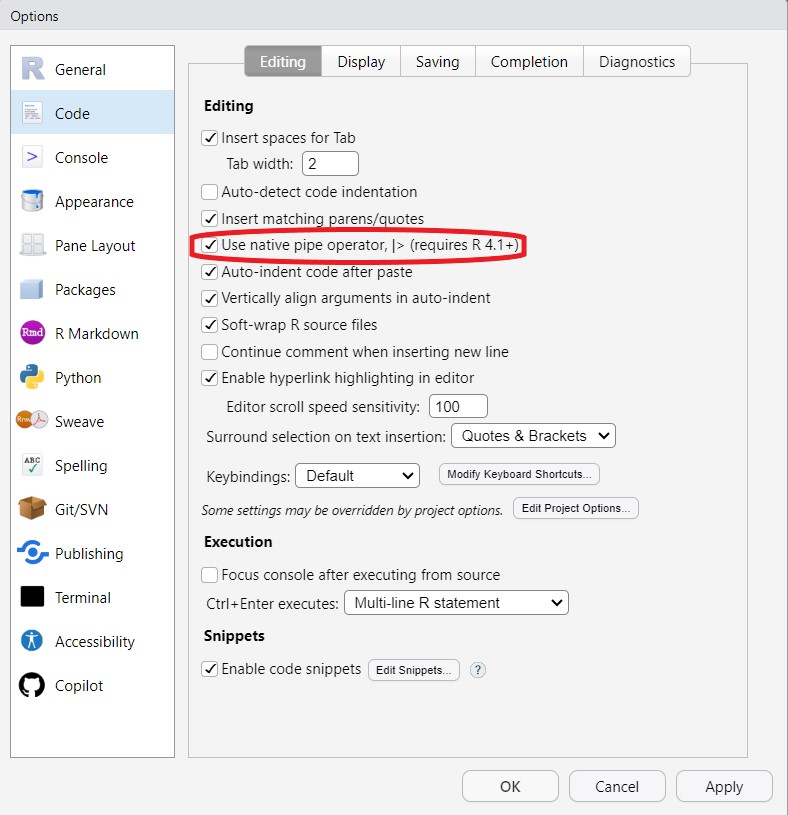 Options
R General
Code
> Console
Appearance
Pane Layout
Packages
Rmd R Markdown
Python
Rnw Sweave
ABC Spelling
Git/SVN
Publishing
Terminal
Accessibility
Copilot
Editing Display Saving Completion Diagnostics
Editing
Insert spaces for Tab
Tab width: 2
Auto-detect code indentation
Insert matching parens/quotes
Use native pipe operator, |> (requires R 4.1+)
Auto-indent code after paste
Vertically align arguments in auto-indent
Soft-wrap R source files
Continue comment when inserting new line
Enable hyperlink highlighting in editor
Editor scroll speed sensitivity: 100
Surround selection on text insertion: Quotes & Brackets
Keybindings: Default Modify Keyboard Shortcuts...
Some settings may be overridden by project options. Edit Project Options...
Execution
Focus console after executing from source
Ctrl+Enter executes: Multi-line R statement
Snippets
Enable code snippets Edit Snippets... ?
OK Cancel Apply